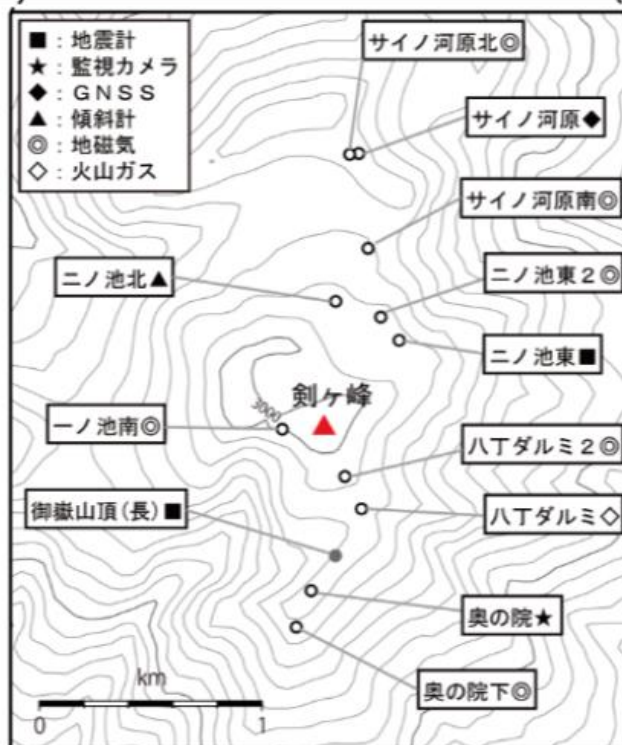 ■：地震計
★：監視カメラ
◆：ＧＮＳＳ
▲：傾斜計
◎：地磁気
◇：火山ガス
サイノ河原北◎
サイノ河原◆
サイノ河原南◎
二ノ池北▲
二ノ池東２◎
二ノ池東■
剣ヶ峰
3000
一ノ池南◎
八丁ダルミ２◎
御嶽山頂(長)■
八丁ダルミ◇
奥の院★
奥の院下◎
km
0 1